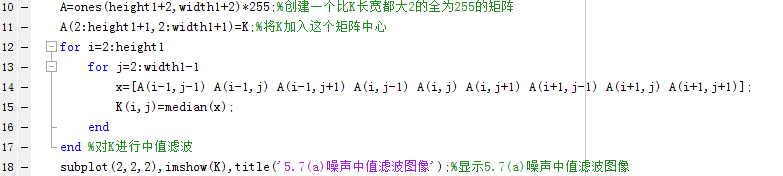 10 - A=ones(height1+2,width1+2)*255;%创建一个比K长宽都大2的全为255的矩阵
11 - A(2:height1+1,2:width1+1)=K;%将K加入这个矩阵中心
12 - for i=2:height1
13 - for j=2:width1-1
14 - x=[A(i-1,j-1) A(i-1,j) A(i-1,j+1) A(i,j-1) A(i,j) A(i,j+1) A(i+1,j-1) A(i+1,j) A(i+1,j+1)];
15 - K(i,j)=median(x);
16 - end
17 - end %对K进行中值滤波
18 - subplot(2,2,2),imshow(K),title('5.7(a)噪声中值滤波图像');%显示5.7(a)噪声中值滤波图像